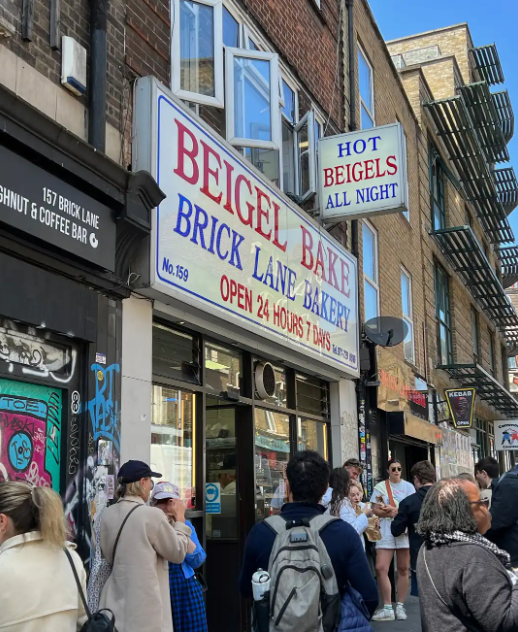 157 BRICK LANE
GHNUT & COFFEE BAR
BEIGEL BAKE
BRICK LANE BAKERY
No.159
OPEN 24 HOURS 7 DAYS
HOT
BEIGELS
ALL NIGHT
KEBAB